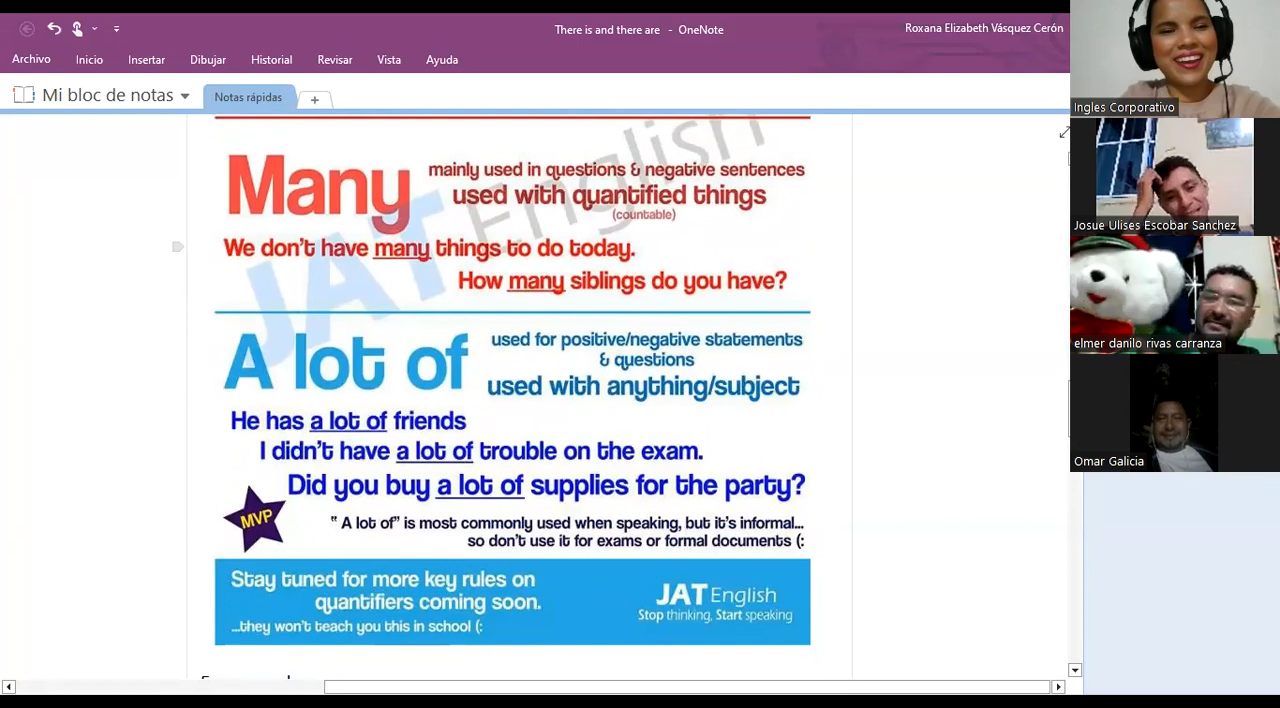 There is and there are - OneNote
Roxana Elizabeth Vásquez Cerón
Archivo Inicio Insertar Dibujar Historial Revisar Vista Ayuda
Mi bloc de notas
Notas rápidas
JAT English
Many
mainly used in questions & negative sentences
used with quantified things
(countable)
We don't have many things to do today.
How many siblings do you have?
A lot of
used for positive/negative statements
& questions
used with anything/subject
He has a lot of friends
I didn't have a lot of trouble on the exam.
Did you buy a lot of supplies for the party?
MVP
" A lot of" is most commonly used when speaking, but it's informal...
so don't use it for exams or formal documents (:
Stay tuned for more key rules on
quantifiers coming soon.
...they won't teach you this in school (:
JAT English
Stop thinking, Start speaking
Ingles Corporativo
Josue Ulises Escobar Sanchez
elmer danilo rivas carranza
Omar Galicia